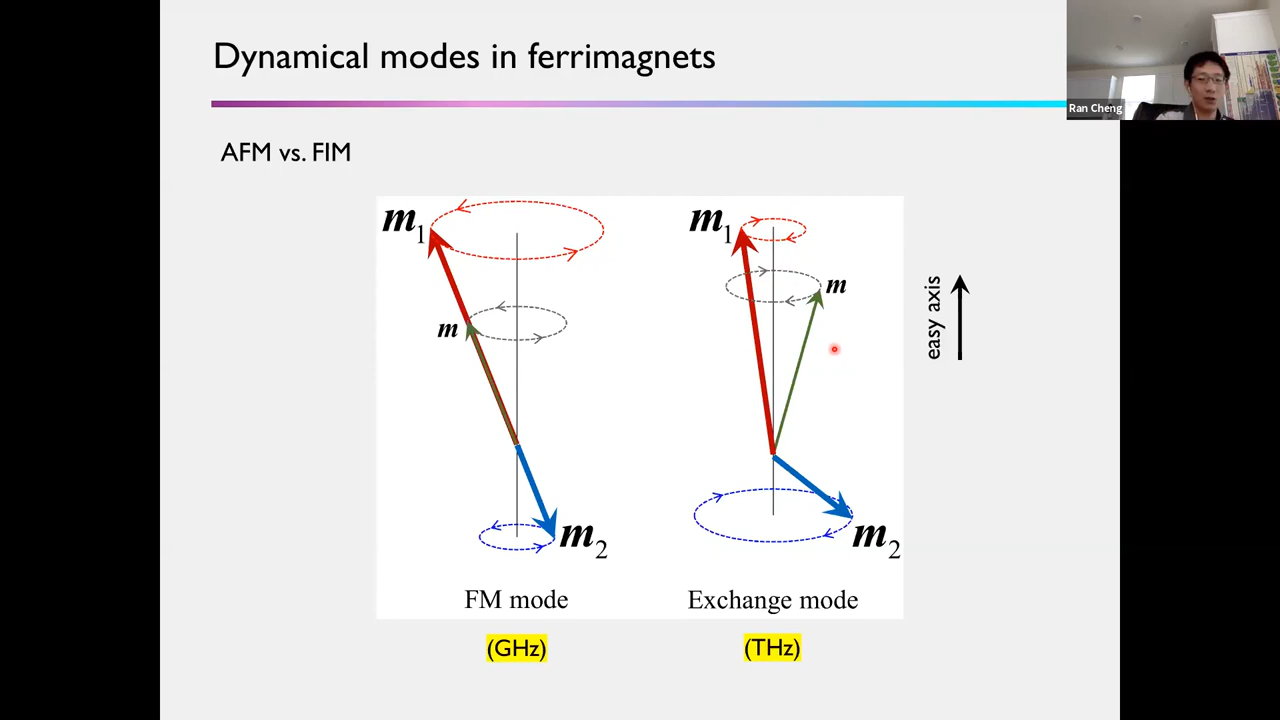 Dynamical modes in ferrimagnets
Ran Cheng
AFM vs. FIM
m1
m
m2
FM mode
(GHz)
m1
m
m2
Exchange mode
(THz)
easy axis